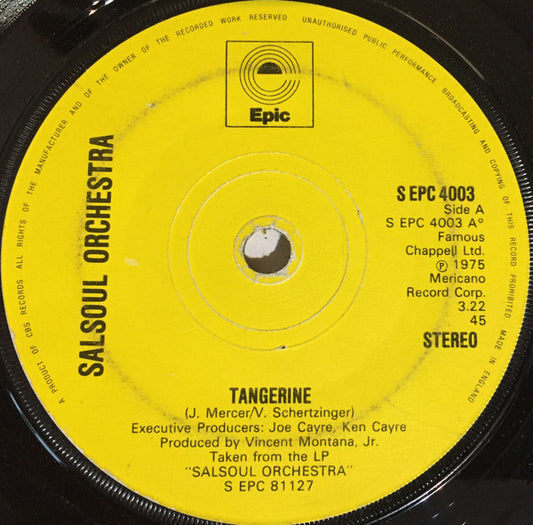 ALL RIGHTS OF THE MANUFACTURER AND OF THE OWNER OF THE RECORDED WORK RESERVED - UNAUTHORISED PUBLIC PERFORMANCE BROADCASTING AND COPYING OF THIS RECORD PROHIBITED MADE IN ENGLAND
A PRODUCT OF CBS RECORDS
Epic
SALSOUL ORCHESTRA
S EPC 4003
Side A
S EPC 4003 A°
Famous
Chappell Ltd.
Ⓟ 1975
Mericano
Record Corp.
3.22
45
STEREO
TANGERINE
(J. Mercer/V. Schertzinger)
Executive Producers: Joe Cayre, Ken Cayre
Produced by Vincent Montana, Jr.
Taken from the LP
"SALSOUL ORCHESTRA"
S EPC 81127